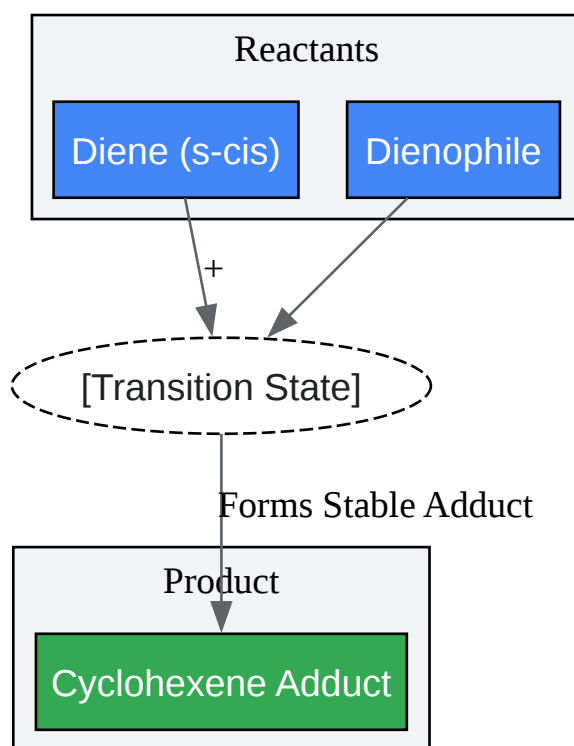 Reactants
Diene (s-cis)
Dienophile
+
[Transition State]
Forms Stable Adduct
Product
Cyclohexene Adduct